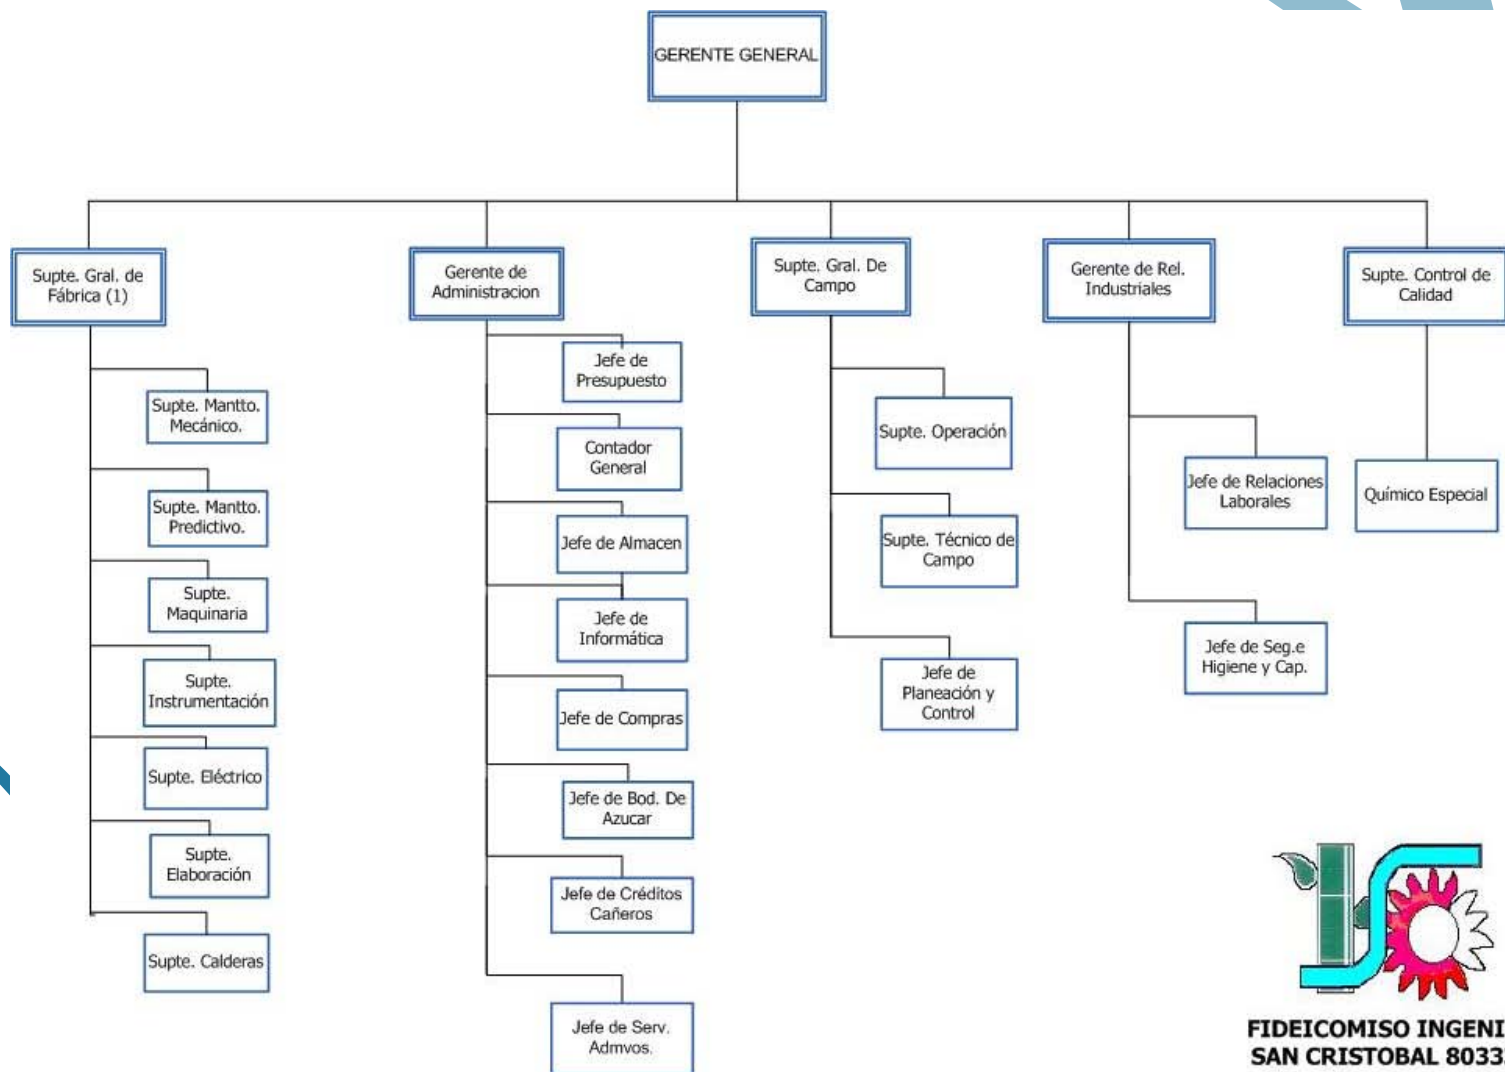 GERENTE GENERAL
Supte. Gral. de
Fábrica (1)
Gerente de
Administracion
Supte. Gral. De
Campo
Gerente de Rel.
Industriales
Supte. Control de
Calidad
Supte. Mantto.
Mecánico.
Supte. Mantto.
Predictivo.
Supte.
Maquinaria
Supte.
Instrumentación
Supte. Eléctrico
Supte.
Elaboración
Supte. Calderas
Jefe de
Presupuesto
Contador
General
Jefe de Almacen
Jefe de
Informática
Jefe de Compras
Jefe de Bod. De
Azucar
Jefe de Créditos
Cañeros
Jefe de Serv.
Admvos.
Supte. Operación
Supte. Técnico de
Campo
Jefe de
Planeación y
Control
Jefe de Relaciones
Laborales
Jefe de Seg.e
Higiene y Cap.
Químico Especial
FIDEICOMISO INGENI
SAN CRISTOBAL 8033